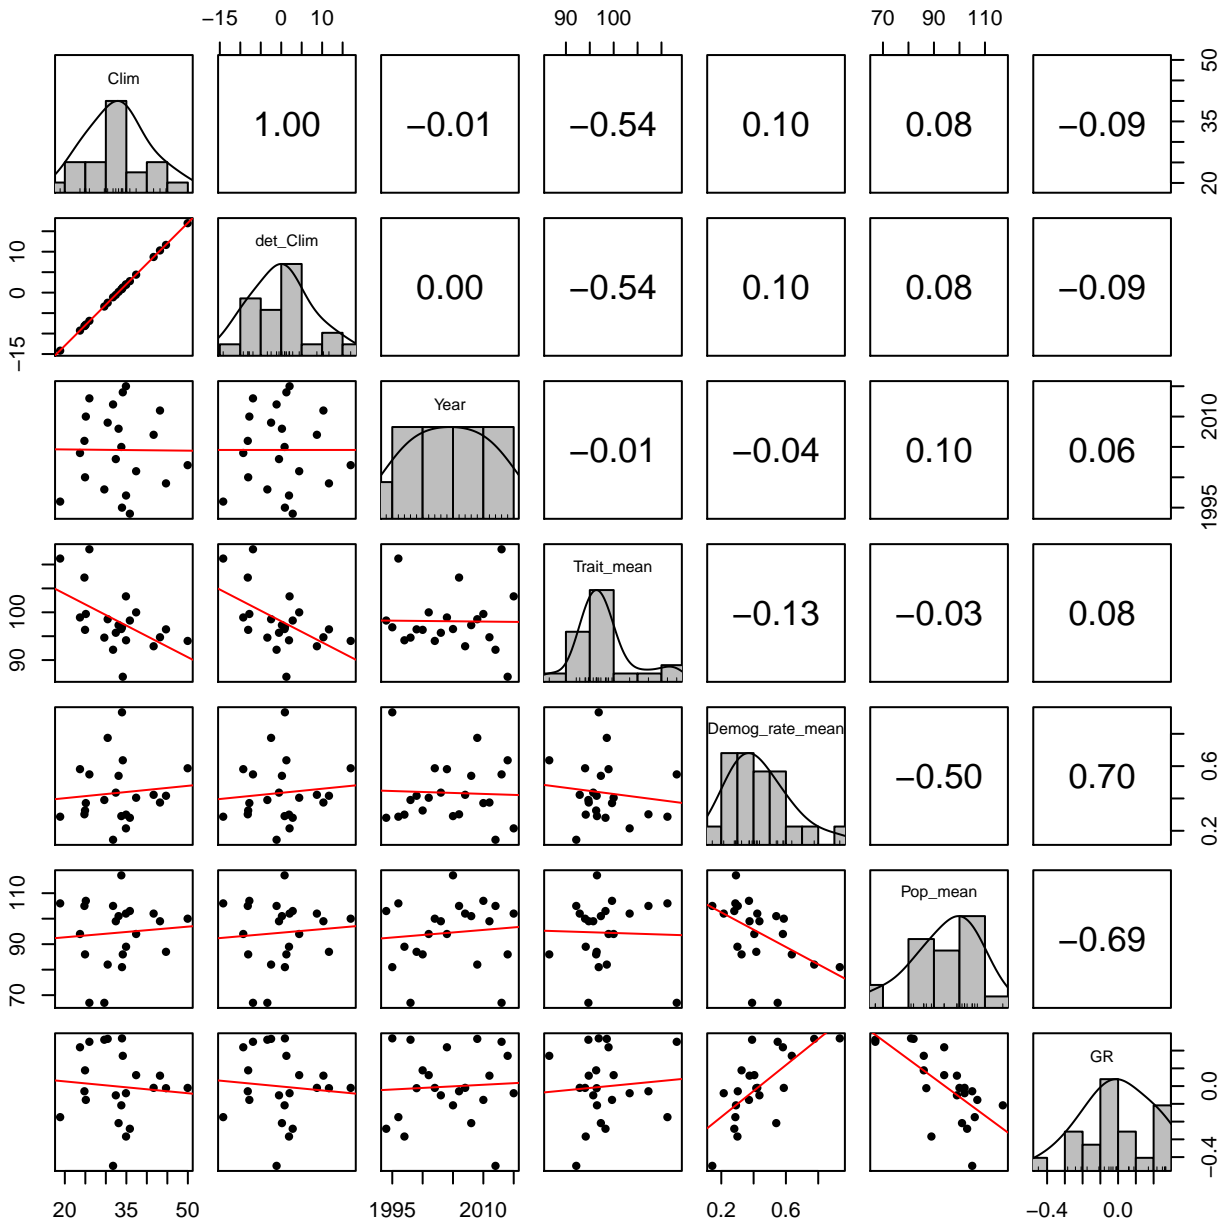 −15 0 10 90 100 70 90 110
Clim 1.00 −0.01 −0.54 0.10 0.08 −0.09 20 35 50
−15 0 10 det_Clim 0.00 −0.54 0.10 0.08 −0.09
Year −0.01 −0.04 0.10 0.06 1995 2010
90 100 Trait_mean −0.13 −0.03 0.08
Demog_rate_mean −0.50 0.70 0.2 0.6
70 90 110 Pop_mean −0.69
GR −0.4 0.0
20 35 50 1995 2010 0.2 0.6 −0.4 0.0